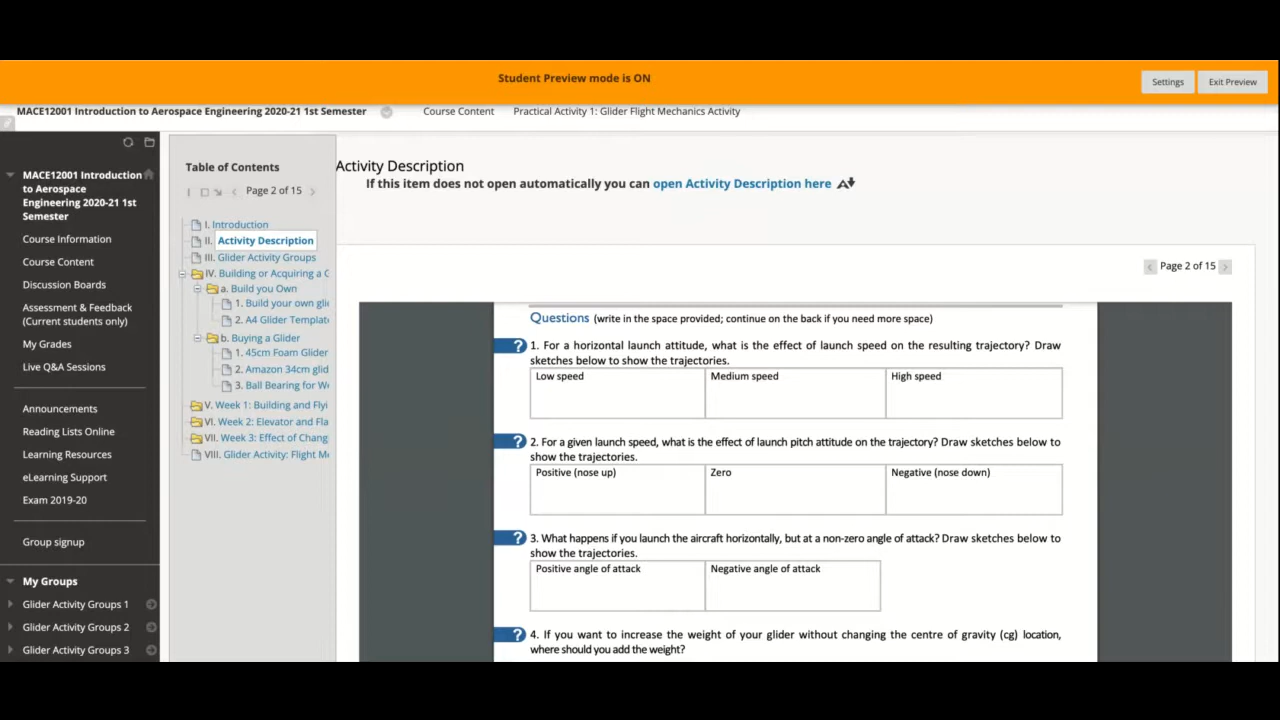 Student Preview mode is ON
Settings
Exit Preview
MACE12001 Introduction to Aerospace Engineering 2020-21 1st Semester
Course Content
Practical Activity 1: Glider Flight Mechanics Activity
MACE12001 Introduction
to Aerospace
Engineering 2020-21 1st
Semester
Course Information
Course Content
Discussion Boards
Assessment & Feedback
(Current students only)
My Grades
Live Q&A Sessions
Announcements
Reading Lists Online
Learning Resources
eLearning Support
Exam 2019-20
Group signup
My Groups
Glider Activity Groups 1
Glider Activity Groups 2
Glider Activity Groups 3
Table of Contents
Page 2 of 15
I. Introduction
II. Activity Description
III. Glider Activity Groups
IV. Building or Acquiring a G
a. Build you Own
1. Build your own gli
2. A4 Glider Template
b. Buying a Glider
1. 45cm Foam Glider
2. Amazon 34cm glid
3. Ball Bearing for We
V. Week 1: Building and Flyi
VI. Week 2: Elevator and Fla
VII. Week 3: Effect of Chang
VIII. Glider Activity: Flight Me
Activity Description
If this item does not open automatically you can open Activity Description here
Page 2 of 15
Questions (write in the space provided; continue on the back if you need more space)
? 1. For a horizontal launch attitude, what is the effect of launch speed on the resulting trajectory? Draw
sketches below to show the trajectories.
Low speed Medium speed High speed
? 2. For a given launch speed, what is the effect of launch pitch attitude on the trajectory? Draw sketches below to
show the trajectories.
Positive (nose up) Zero Negative (nose down)
? 3. What happens if you launch the aircraft horizontally, but at a non-zero angle of attack? Draw sketches below to
show the trajectories.
Positive angle of attack Negative angle of attack
? 4. If you want to increase the weight of your glider without changing the centre of gravity (cg) location,
where should you add the weight?